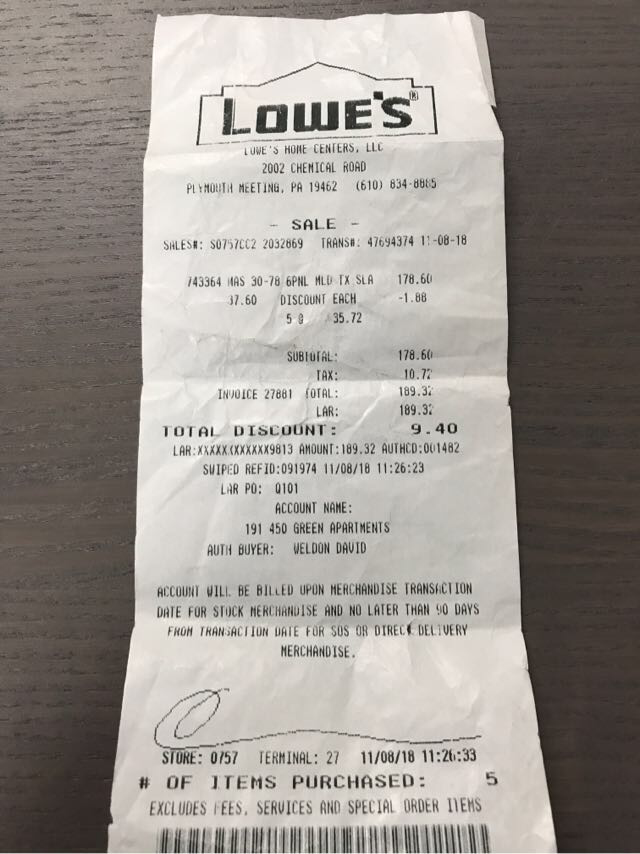 LOWE'S®
LOWE'S HOME CENTERS, LLC
2002 CHEMICAL ROAD
PLYMOUTH MEETING, PA 19462 (610) 834-8885
- SALE -
SALES#: S0757CC2 2032869 TRANS#: 47694374 11-08-18
743364 MAS 30-78 6PNL MLD TX SLA 178.60
37.60 DISCOUNT EACH -1.88
5 @ 35.72
SUBTOTAL: 178.60
TAX: 10.72
INVOICE 27881 TOTAL: 189.32
LAR: 189.32
TOTAL DISCOUNT: 9.40
LAR:XXXXXXXXXXXX9813 AMOUNT:189.32 AUTHCD:001482
SWIPED REFID:091974 11/08/18 11:26:23
LAR PO: Q101
ACCOUNT NAME:
191 450 GREEN APARTMENTS
AUTH BUYER: WELDON DAVID
ACCOUNT WILL BE BILLED UPON MERCHANDISE TRANSACTION
DATE FOR STOCK MERCHANDISE AND NO LATER THAN 90 DAYS
FROM TRANSACTION DATE FOR SOS OR DIRECT DELIVERY
MERCHANDISE.
STORE: 0757 TERMINAL: 27 11/08/18 11:26:33
# OF ITEMS PURCHASED: 5
EXCLUDES FEES, SERVICES AND SPECIAL ORDER ITEMS